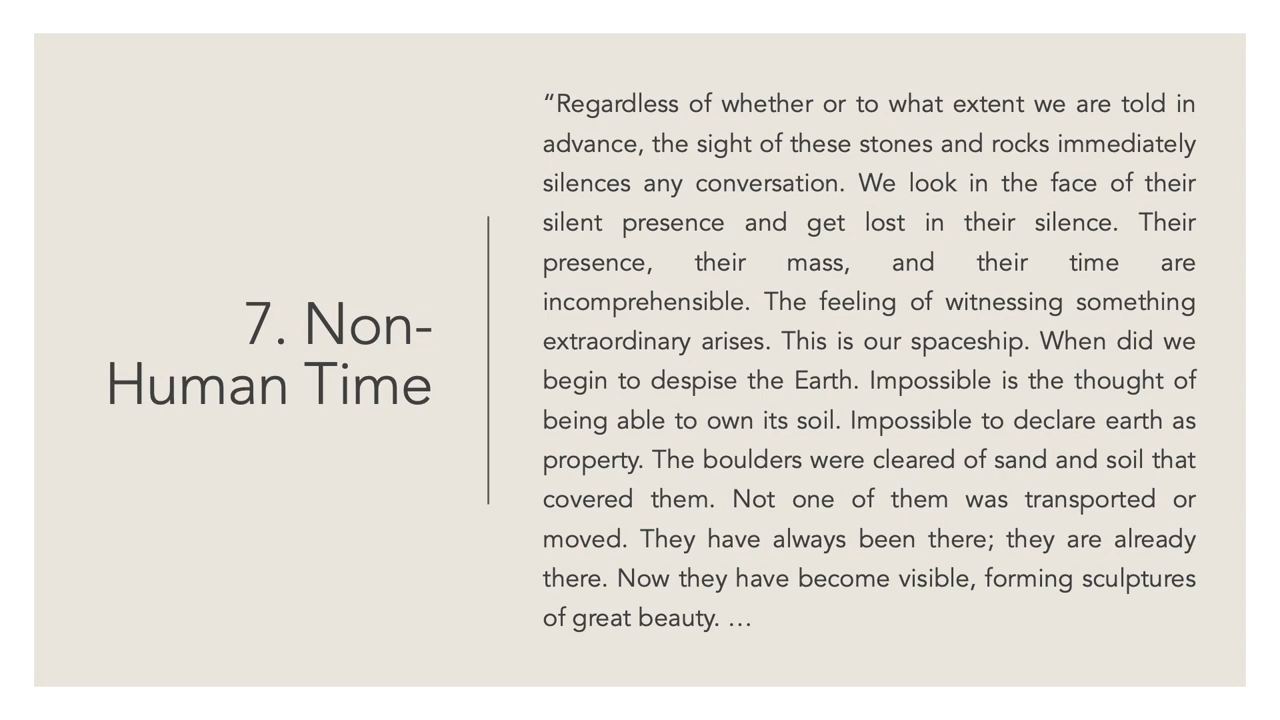 7. Non-
Human Time
“Regardless of whether or to what extent we are told in
advance, the sight of these stones and rocks immediately
silences any conversation. We look in the face of their
silent presence and get lost in their silence. Their
presence, their mass, and their time are
incomprehensible. The feeling of witnessing something
extraordinary arises. This is our spaceship. When did we
begin to despise the Earth. Impossible is the thought of
being able to own its soil. Impossible to declare earth as
property. The boulders were cleared of sand and soil that
covered them. Not one of them was transported or
moved. They have always been there; they are already
there. Now they have become visible, forming sculptures
of great beauty. …